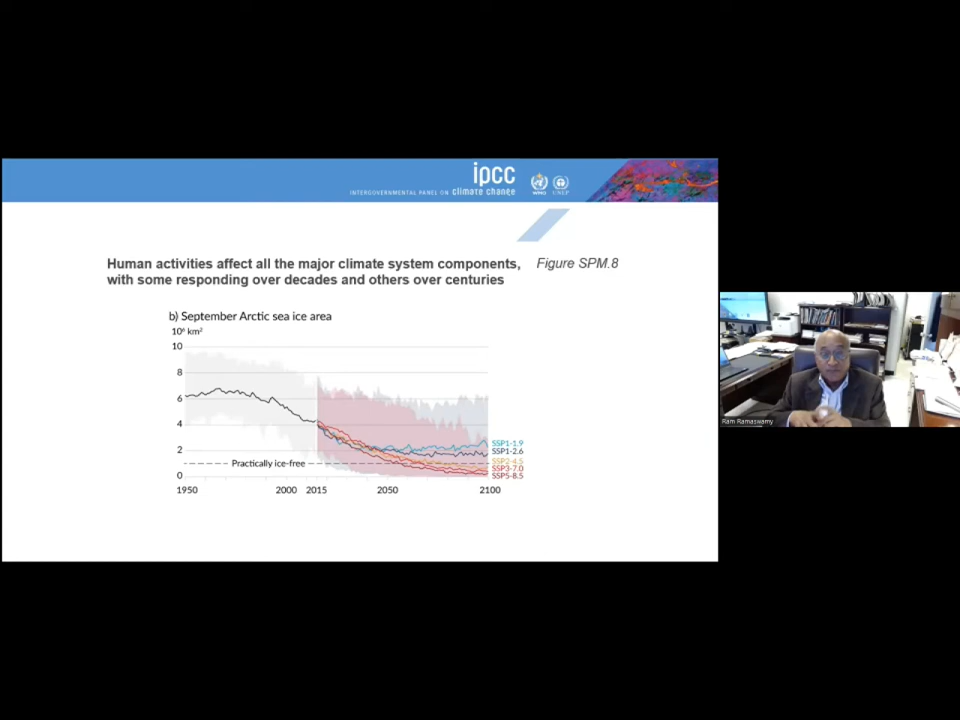 ipcc
INTERGOVERNMENTAL PANEL ON climate change
WMO UNEP
Human activities affect all the major climate system components,
with some responding over decades and others over centuries
Figure SPM.8
b) September Arctic sea ice area
10⁶ km²
10
8
6
4
2
0
Practically ice-free
SSP1-1.9
SSP1-2.6
SSP2-4.5
SSP3-7.0
SSP5-8.5
1950 2000 2015 2050 2100
Ram Ramaswamy